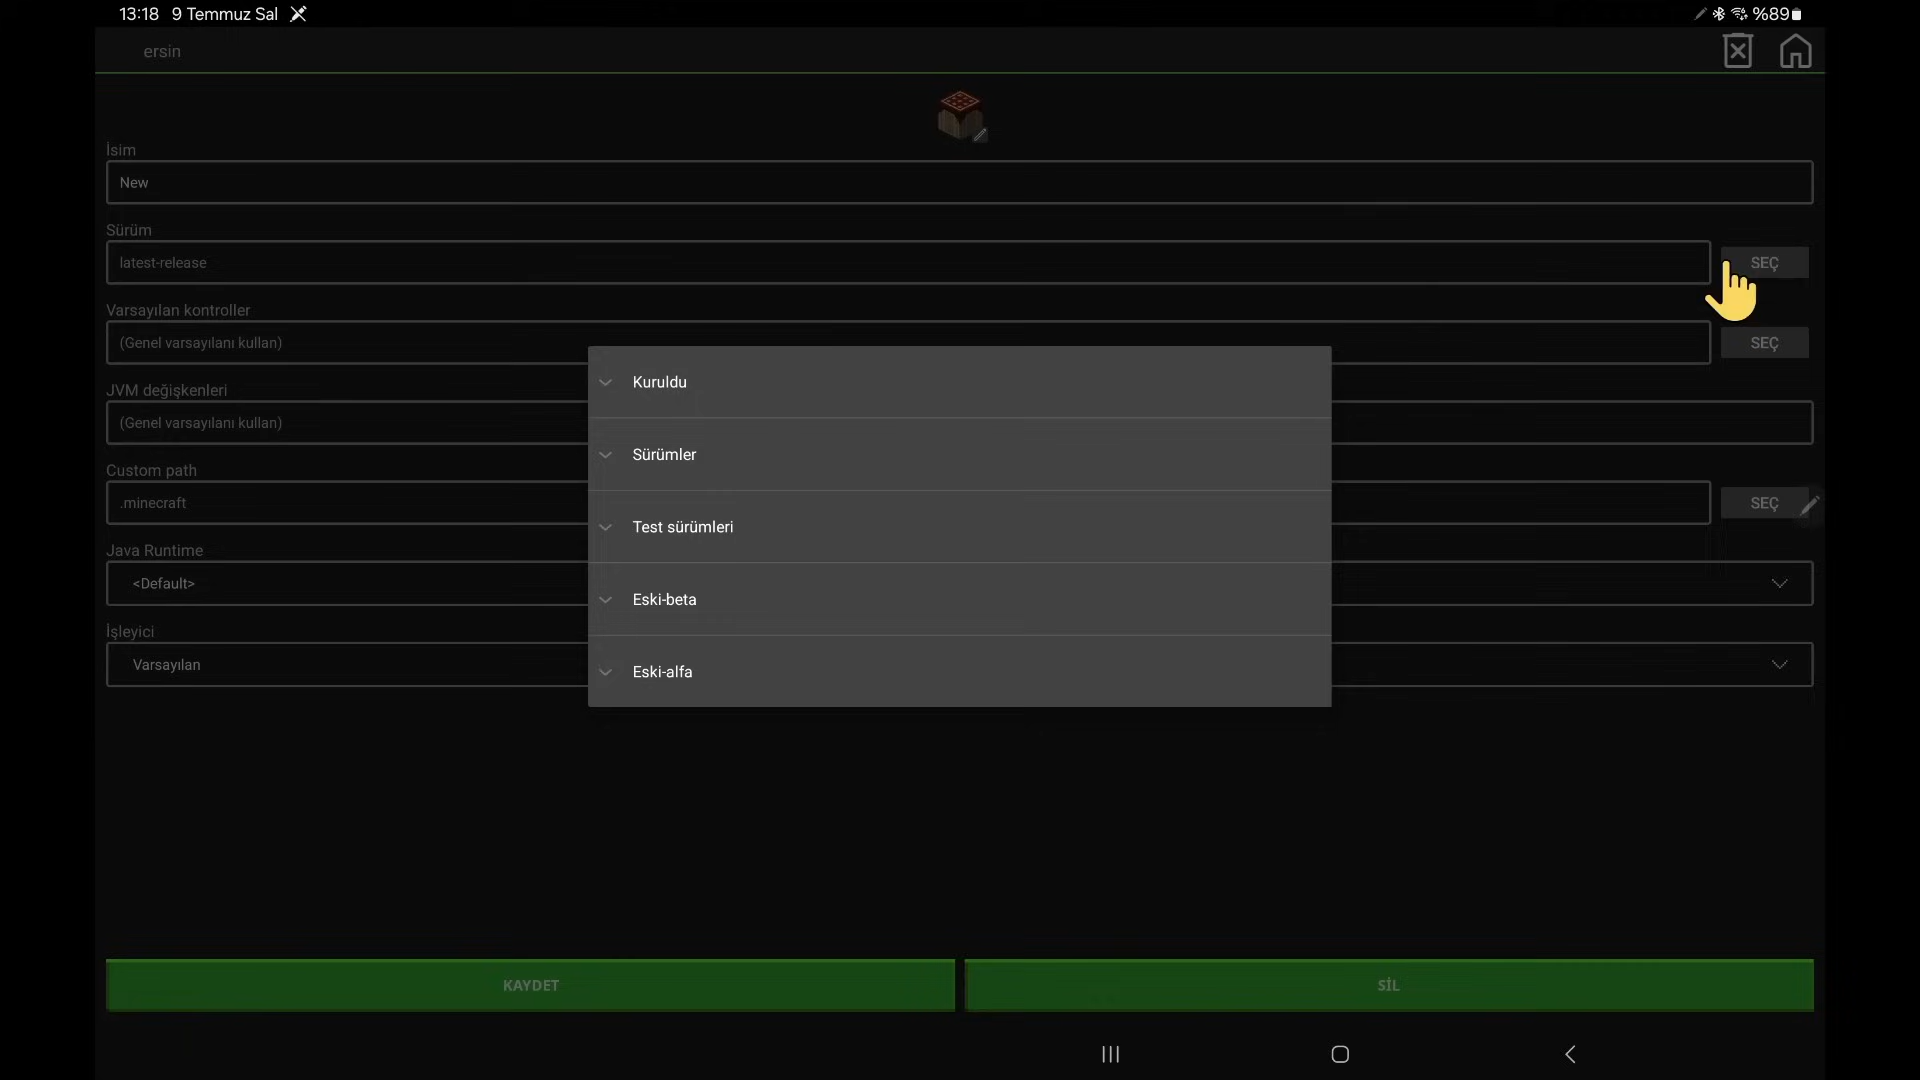 13:18 9 Temmuz Sal %89
ersin
İsim
New
Sürüm
latest-release SEÇ
Varsayılan kontroller
(Genel varsayılanı kullan) SEÇ
Kuruldu
JVM değişkenleri
(Genel varsayılanı kullan)
Sürümler
Custom path
.minecraft SEÇ
Test sürümleri
Java Runtime
<Default>
Eski-beta
İşleyici
Varsayılan
Eski-alfa
KAYDET SİL